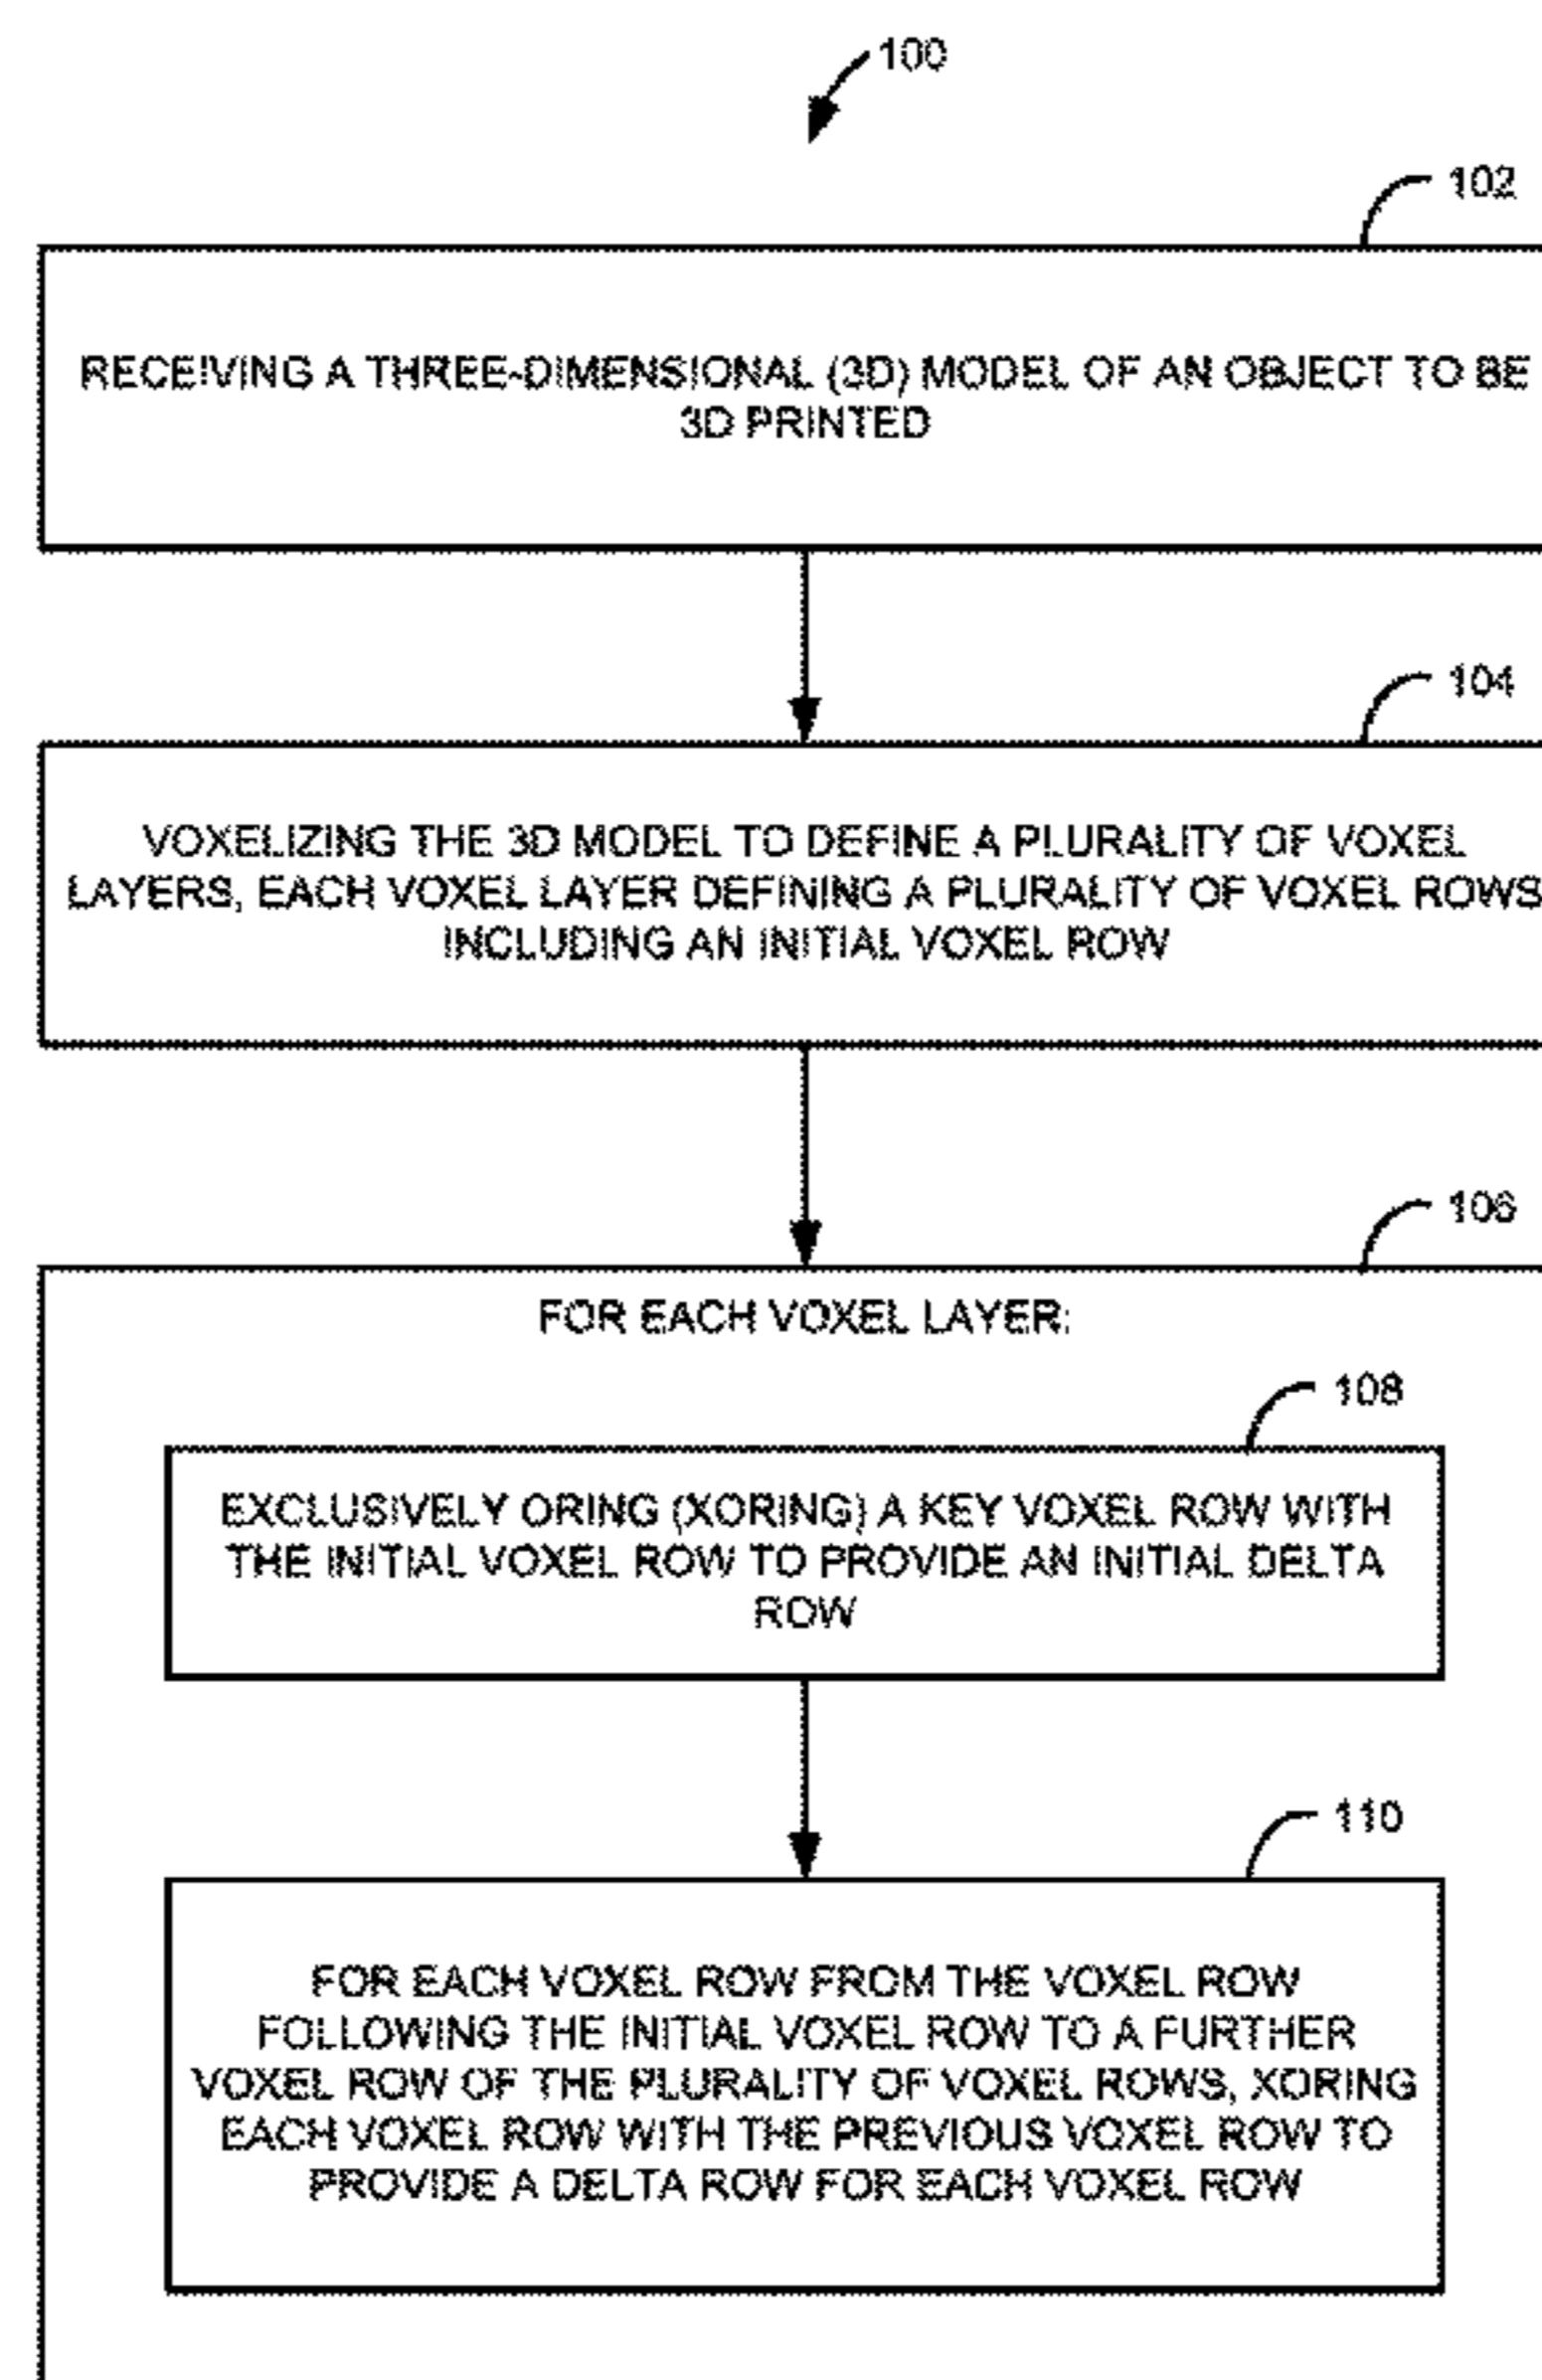 100
102
RECEIVING A THREE-DIMENSIONAL (3D) MODEL OF AN OBJECT TO BE
3D PRINTED
104
VOXELIZING THE 3D MODEL TO DEFINE A PLURALITY OF VOXEL
LAYERS, EACH VOXEL LAYER DEFINING A PLURALITY OF VOXEL ROWS
INCLUDING AN INITIAL VOXEL ROW
106
FOR EACH VOXEL LAYER:
108
EXCLUSIVELY ORING (XORING) A KEY VOXEL ROW WITH
THE INITIAL VOXEL ROW TO PROVIDE AN INITIAL DELTA
ROW
110
FOR EACH VOXEL ROW FROM THE VOXEL ROW
FOLLOWING THE INITIAL VOXEL ROW TO A FURTHER
VOXEL ROW OF THE PLURALITY OF VOXEL ROWS, XORING
EACH VOXEL ROW WITH THE PREVIOUS VOXEL ROW TO
PROVIDE A DELTA ROW FOR EACH VOXEL ROW